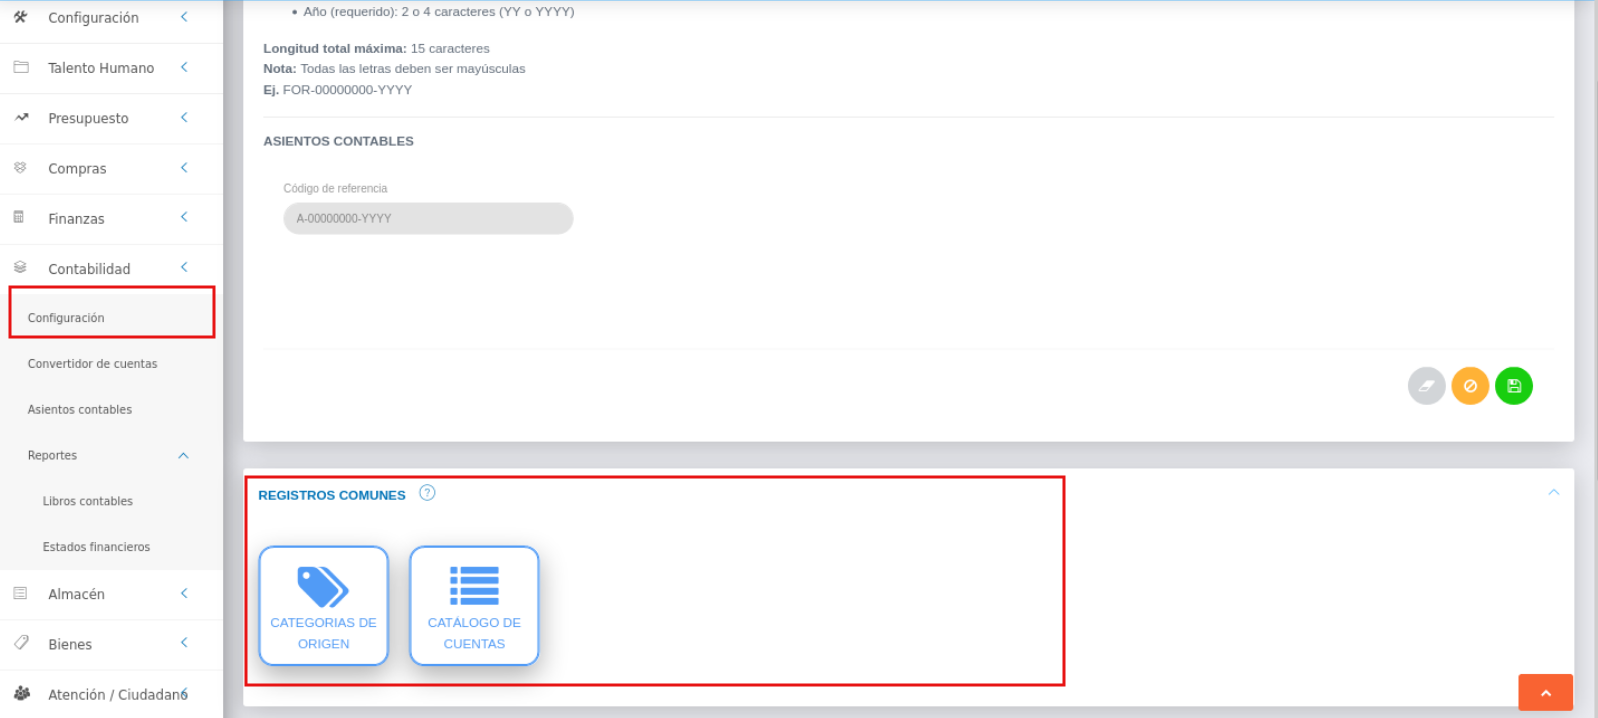 Configuración
Talento Humano
Presupuesto
Compras
Finanzas
Contabilidad
Configuración
Convertidor de cuentas
Asientos contables
Reportes
Libros contables
Estados financieros
Almacén
Bienes
Atención / Ciudadano
• Año (requerido): 2 o 4 caracteres (YY o YYYY)
Longitud total máxima: 15 caracteres
Nota: Todas las letras deben ser mayúsculas
Ej. FOR-00000000-YYYY
ASIENTOS CONTABLES
Código de referencia
A-00000000-YYYY
REGISTROS COMUNES ?
CATEGORIAS DE
ORIGEN
CATÁLOGO DE
CUENTAS